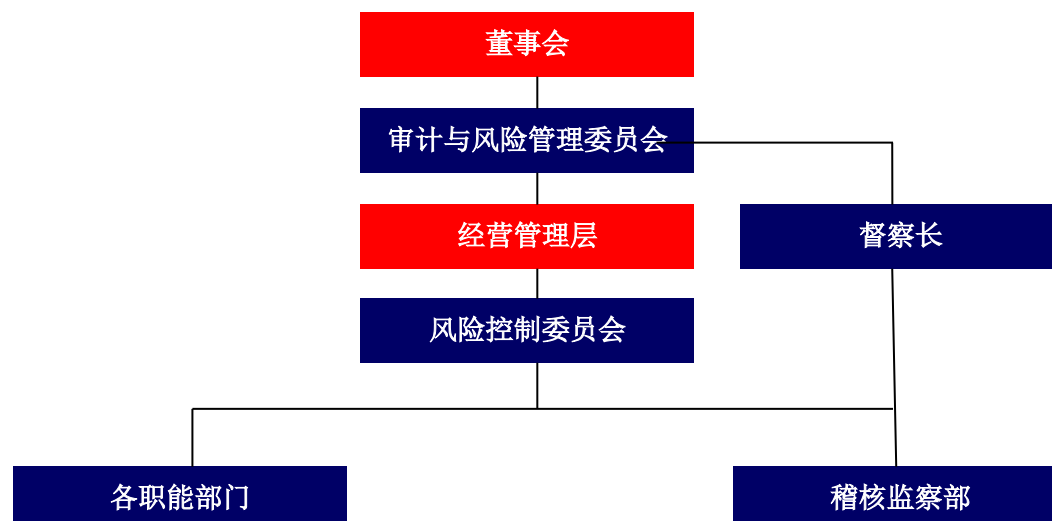 董事会
审计与风险管理委员会
经营管理层
督察长
风险控制委员会
各职能部门
稽核监察部